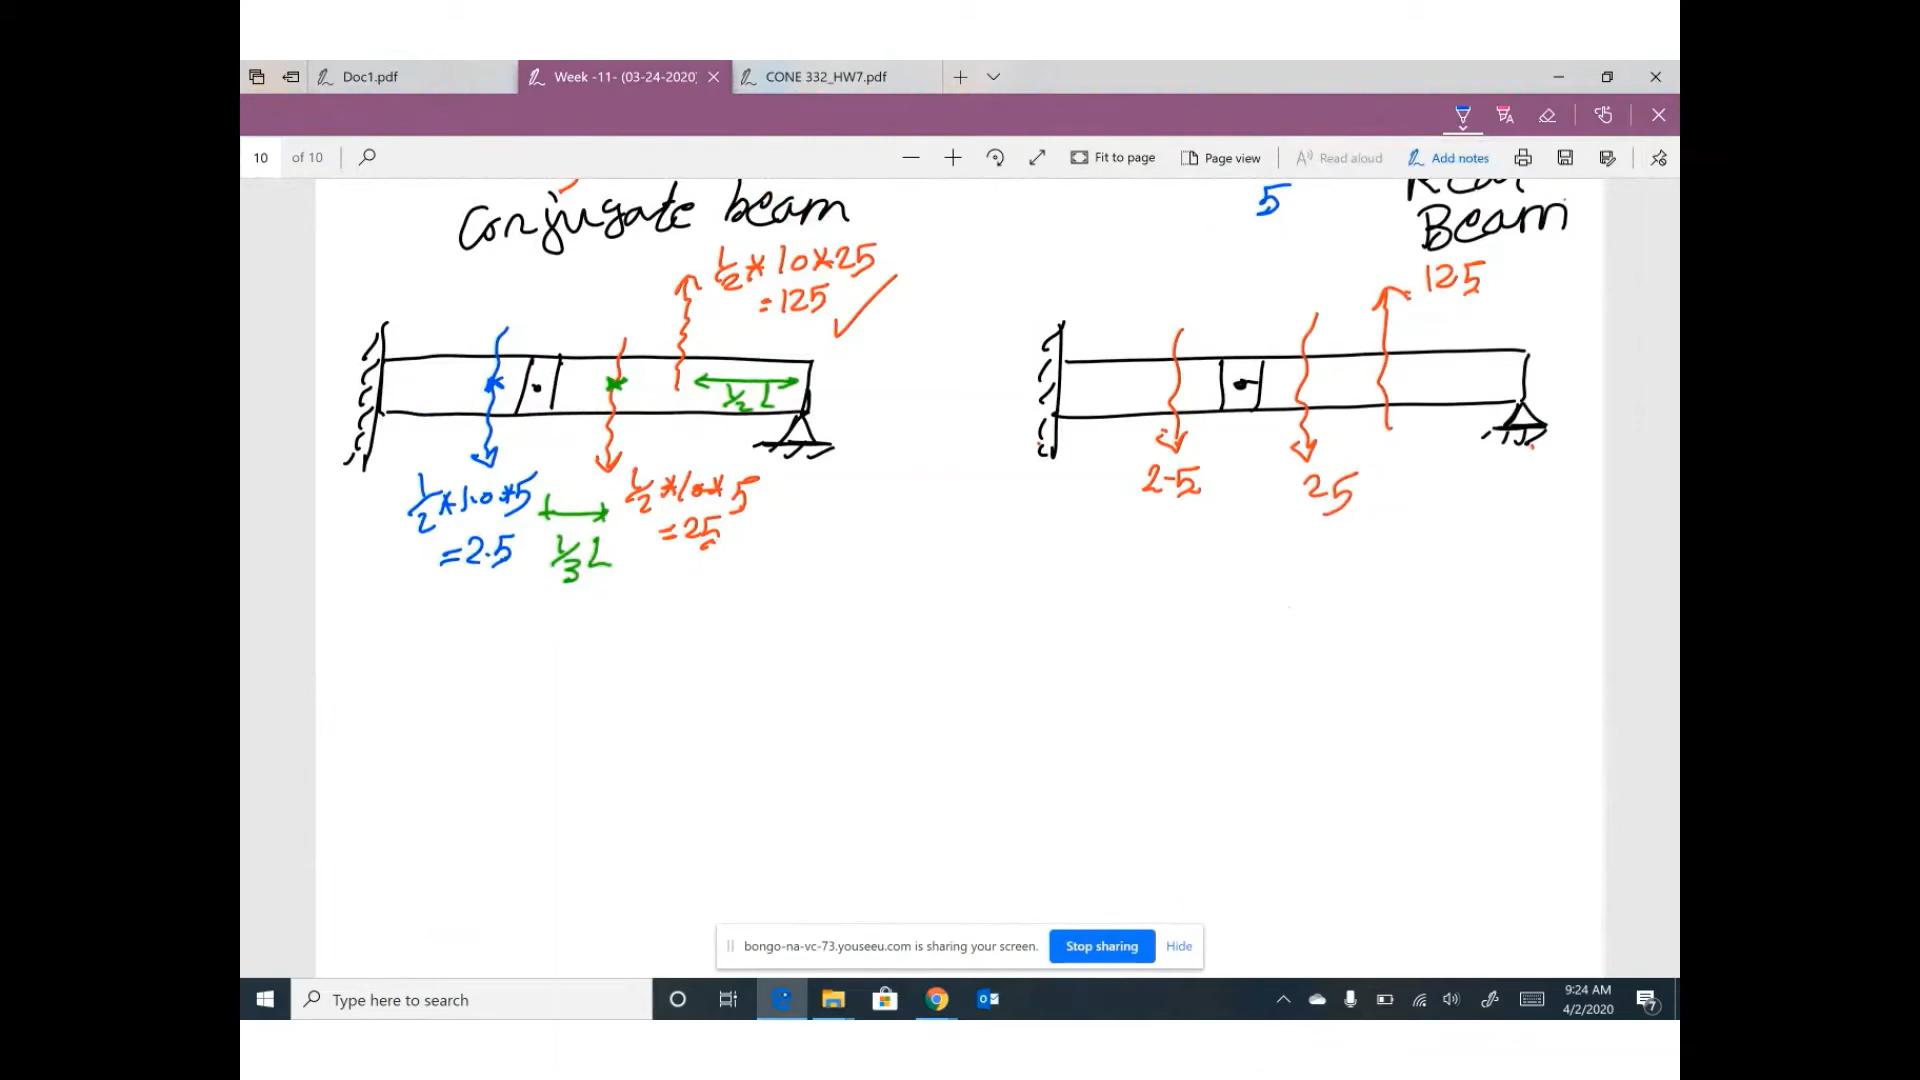 Doc1.pdf
Week -11- (03-24-2020)
CONE 332_HW7.pdf
10 of 10
Fit to page
Page view
Read aloud
Add notes
Conjugate beam
5
Beam
1/2 * 10 * 25
= 125
125
1/2 L
1/2 * 1.0 * 5
= 2.5
1/3 L
1/2 * 10 * 5
= 25
2.5
25
bongo-na-vc-73.youseeu.com is sharing your screen.
Stop sharing
Hide
Type here to search
9:24 AM
4/2/2020
7